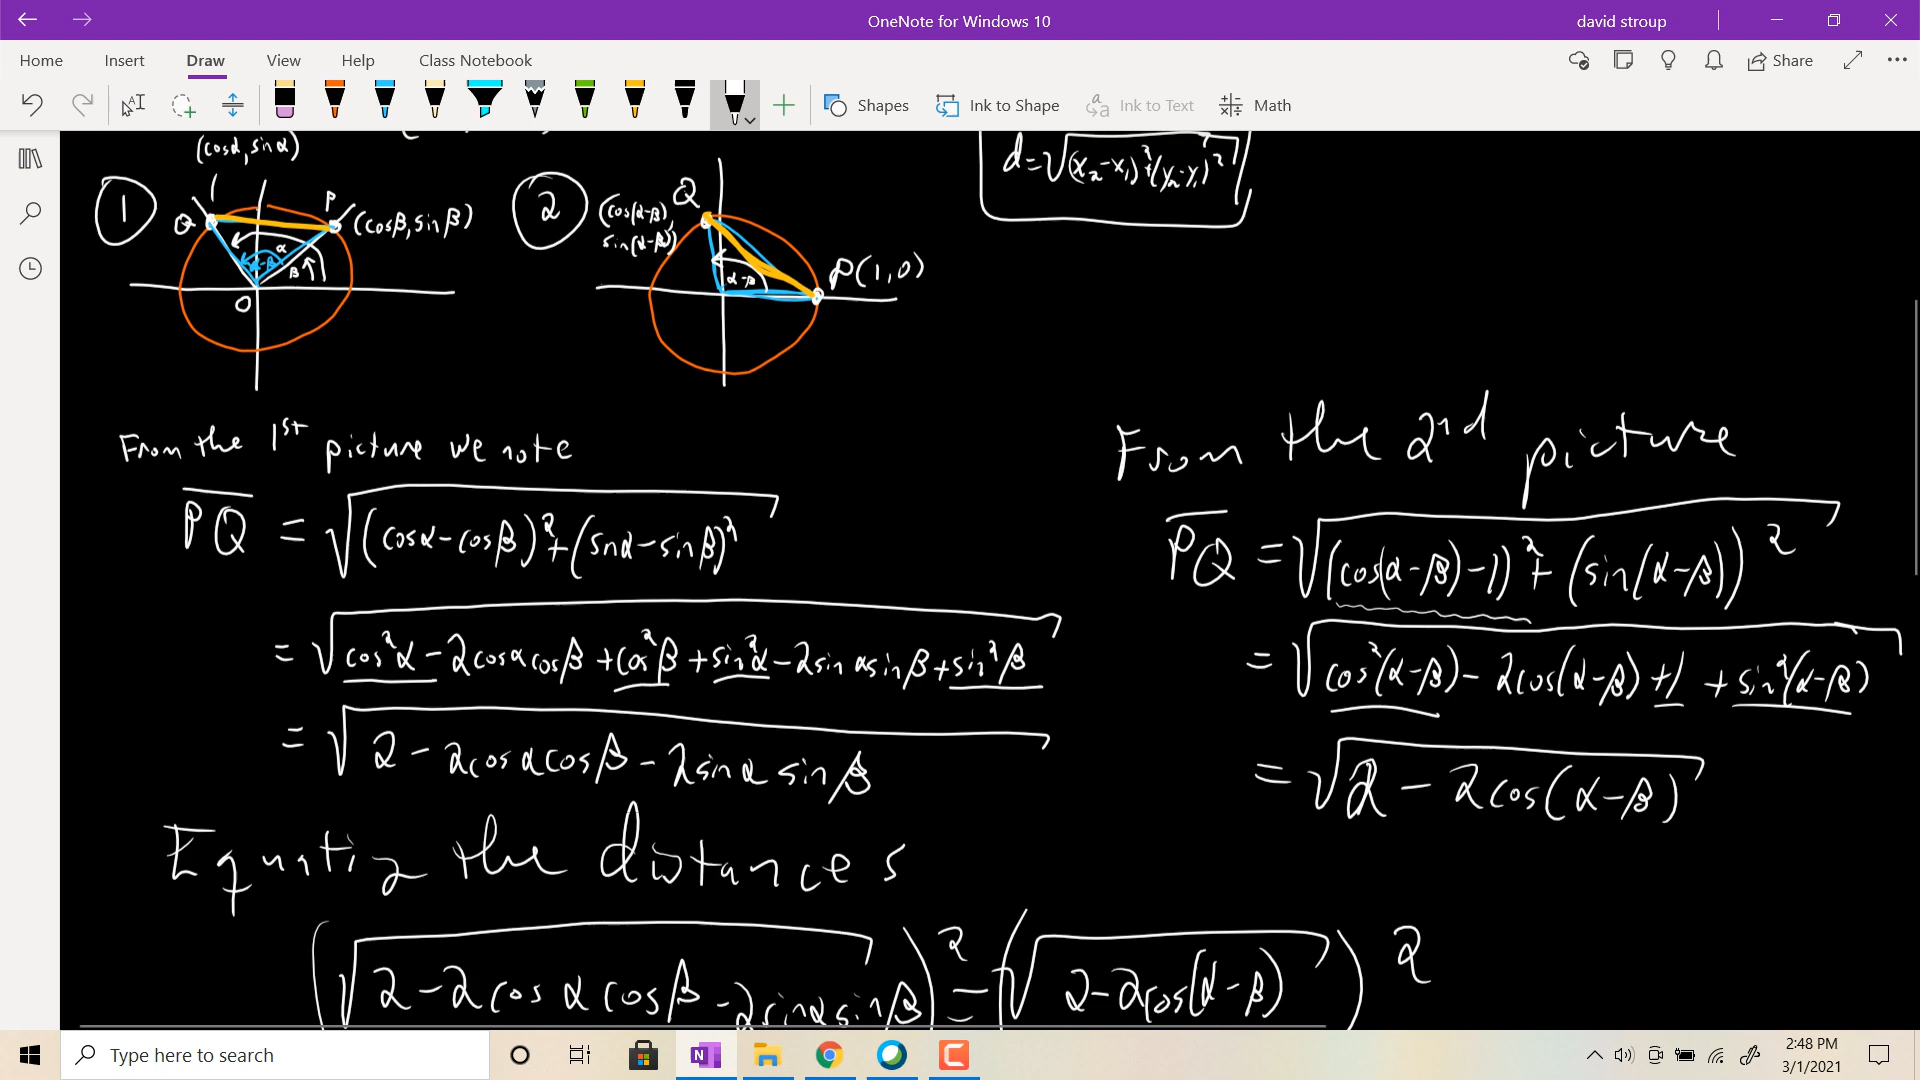 OneNote for Windows 10
david stroup
Home Insert Draw View Help Class Notebook
Share
Shapes Ink to Shape Ink to Text Math
(cosα, sinα)
d = √((x₂-x₁)²+(y₂-y₁)²)
1
Q
P
(cosβ, sinβ)
α
α-β
β
O
2
Q
(cos(α-β),
sin(α-β))
α-β
P(1,0)
From the 1st picture we note
PQ = √((cosα-cosβ)²+(snα-sinβ)²
= √(cos²α-2cosαcosβ+cos²β+sin²α-2sinαsinβ+sin²β
= √(2-2cosαcosβ-2sinαsinβ
From the 2nd picture
PQ = √((cos(α-β)-1)²+(sin(α-β))²
= √(cos²(α-β)-2cos(α-β)+1+sin²(α-β)
= √(2-2cos(α-β)
Equatig the distances
(√(2-2cosαcosβ-2sinαsinβ))² = (√(2-2cos(α-β)))²
Type here to search
2:48 PM
3/1/2021